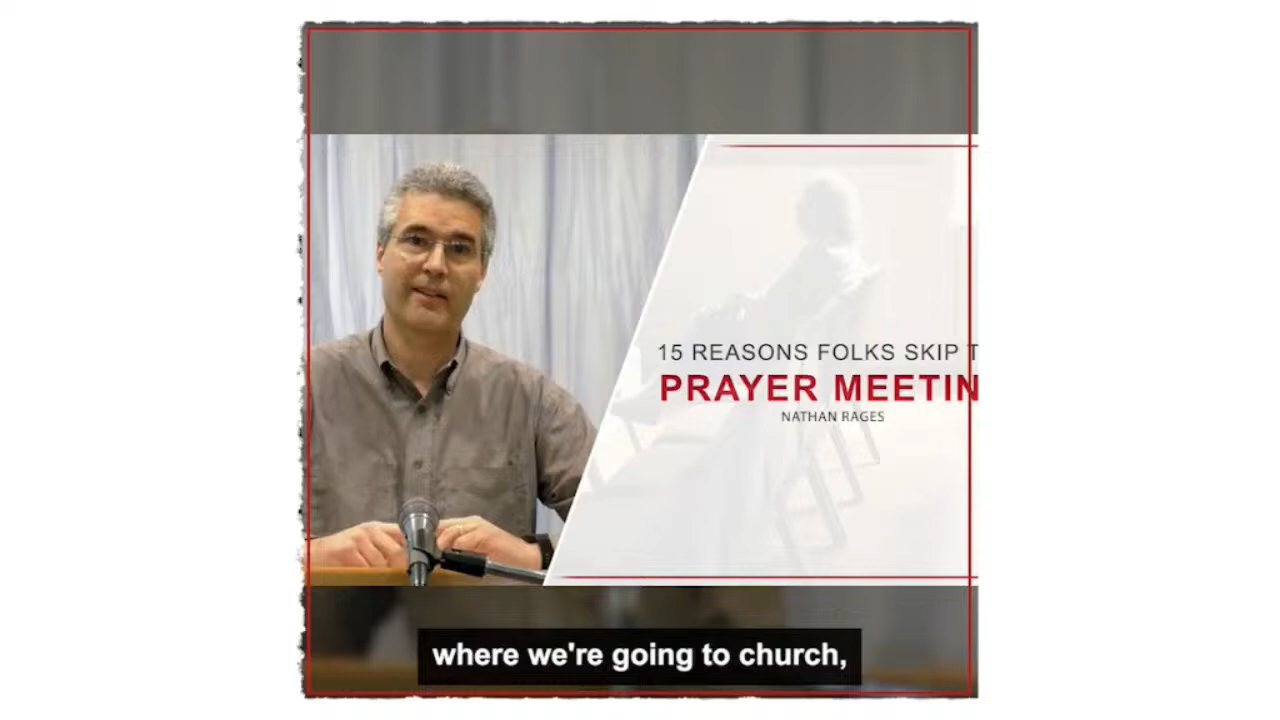 15 REASONS FOLKS SKIP T
PRAYER MEETIN
NATHAN RAGES
where we're going to church,